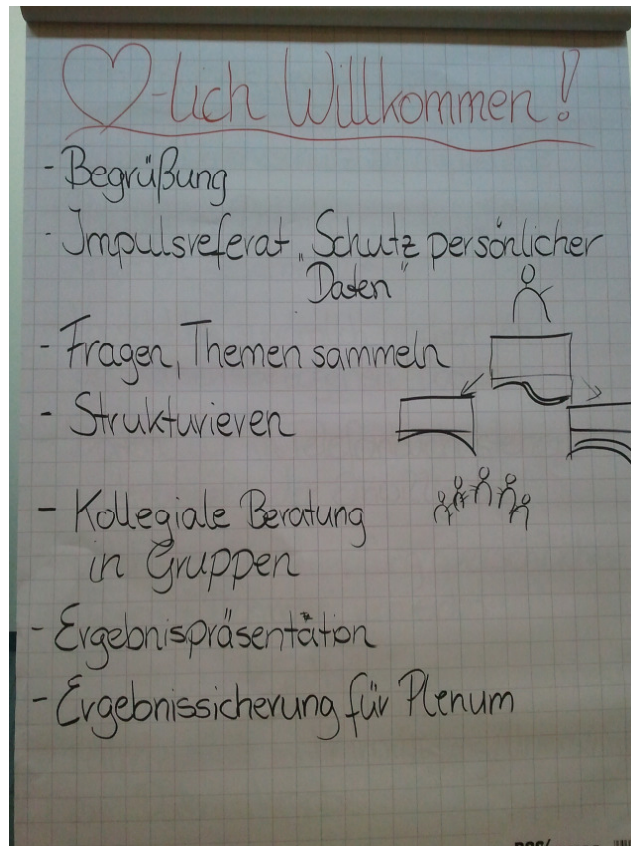 ♡-lich Willkommen!
- Begrüßung
- Impulsreferat „Schutz persönlicher
Daten"
- Fragen, Themen sammeln
- Strukturieren
- Kollegiale Beratung
in Gruppen
- Ergebnispräsentation
- Ergebnissicherung für Plenum